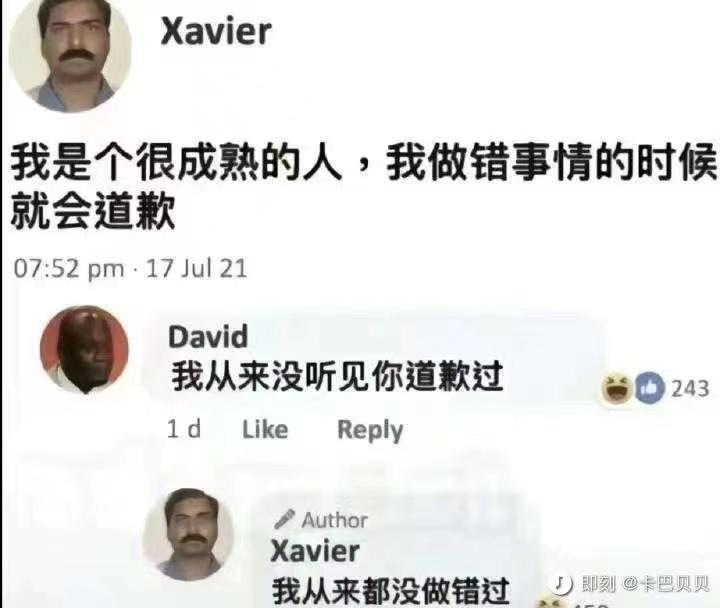 Xavier
我是个很成熟的人，我做错事情的时候
就会道歉
07:52 pm · 17 Jul 21
David
我从来没听见你道歉过
243
1 d Like Reply
Author
Xavier
我从来都没做错过
即刻 @卡巴贝贝